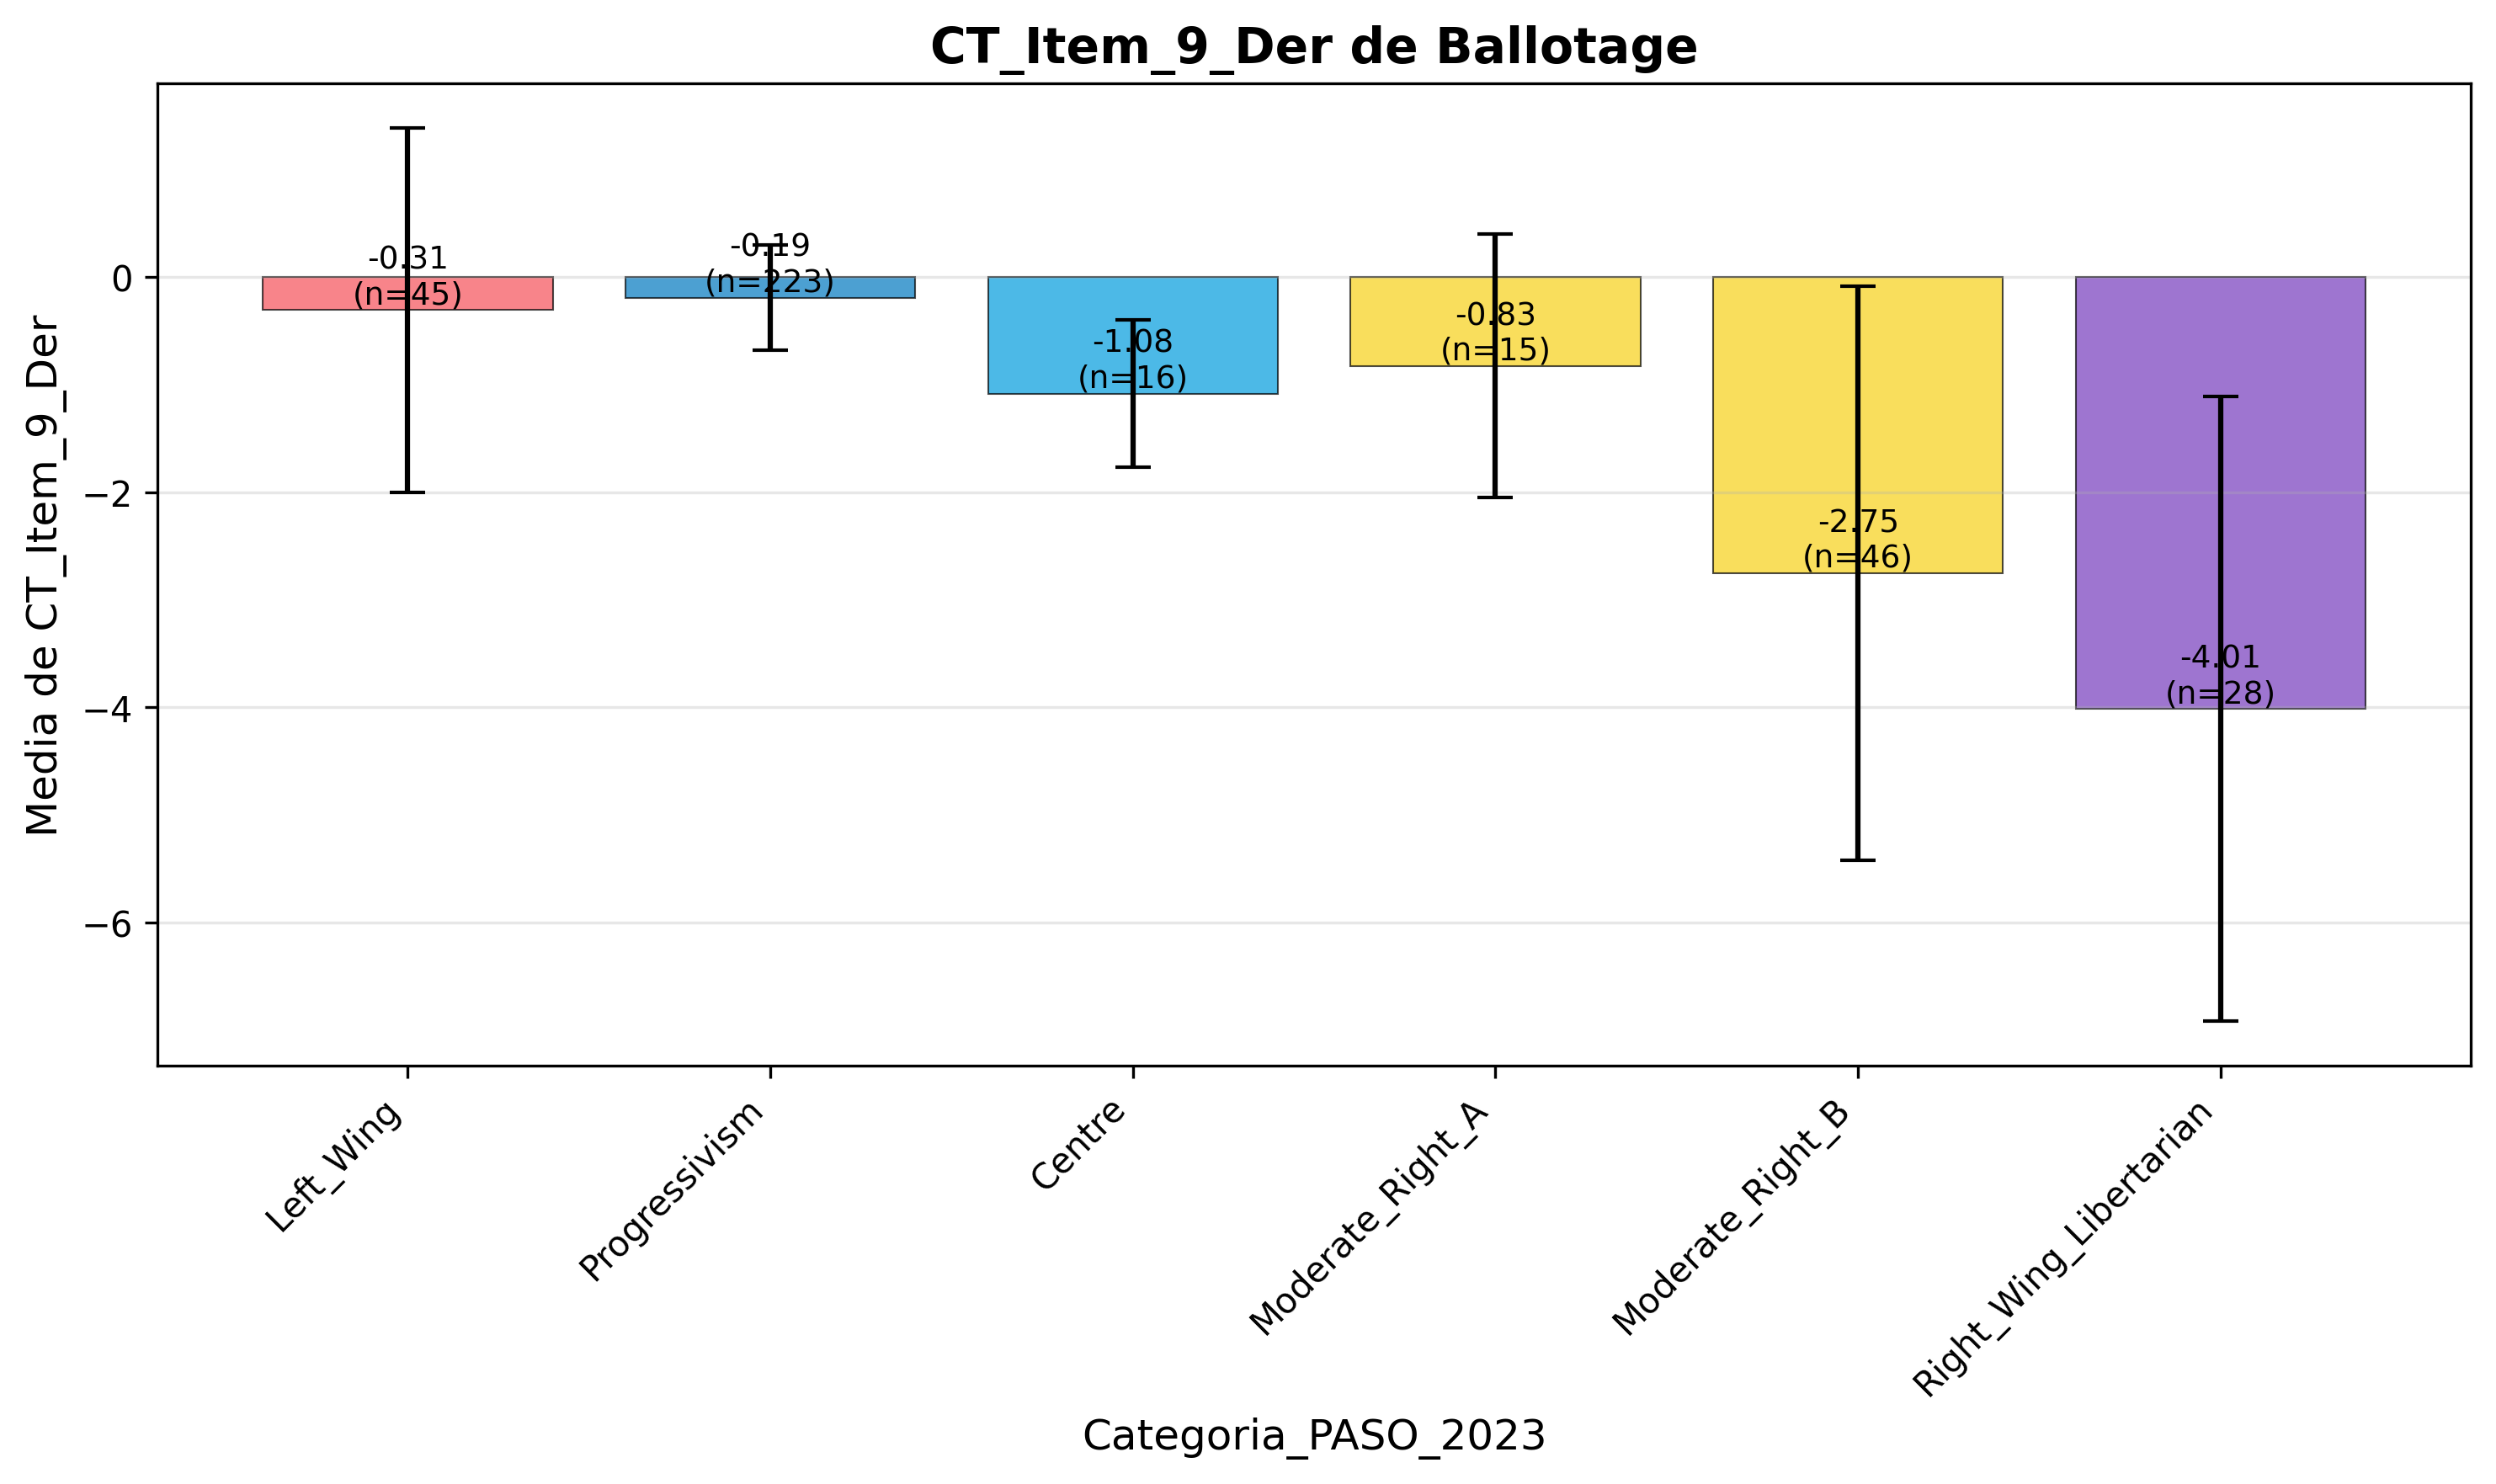 CT_Item_9_Der de Ballotage
Media de CT_Item_9_Der
0
−2
−4
−6
-0.31
(n=45)
-0.19
(n=223)
-1.08
(n=16)
-0.83
(n=15)
-2.75
(n=46)
-4.01
(n=28)
Left_Wing
Progressivism
Centre
Moderate_Right_A
Moderate_Right_B
Right_Wing_Libertarian
Categoria_PASO_2023